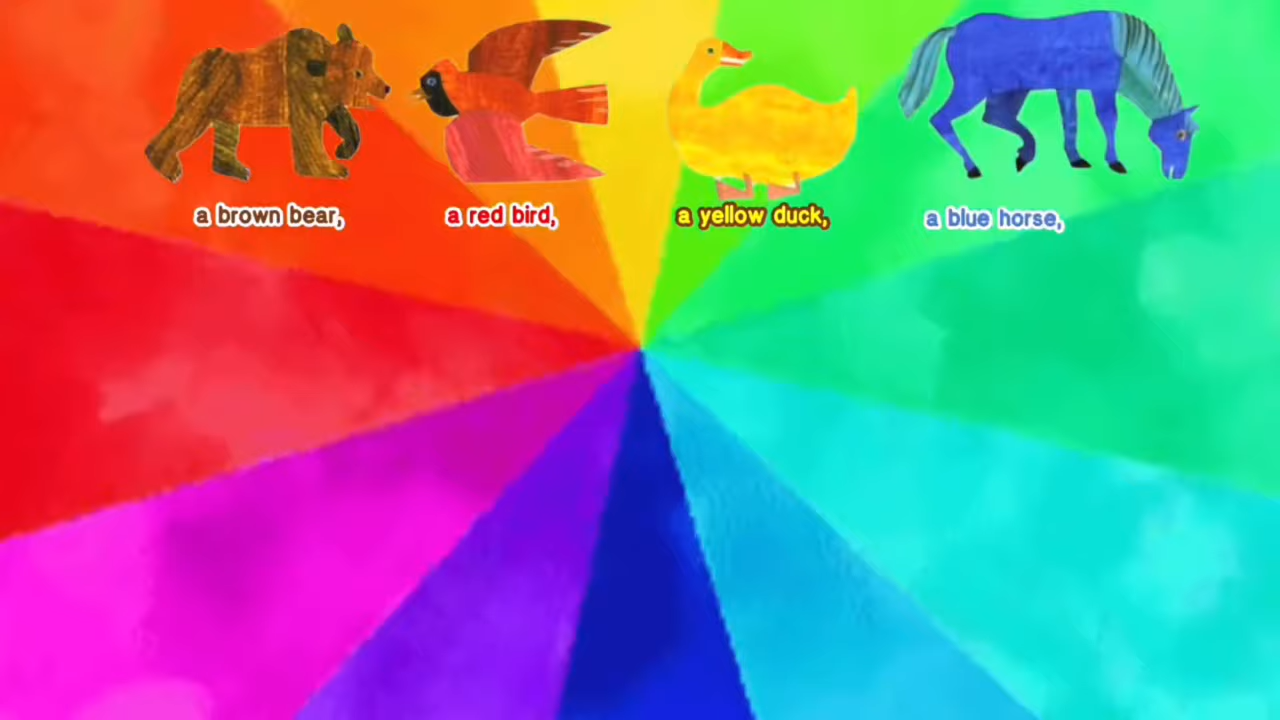 a brown bear,
a red bird,
a yellow duck,
a blue horse,